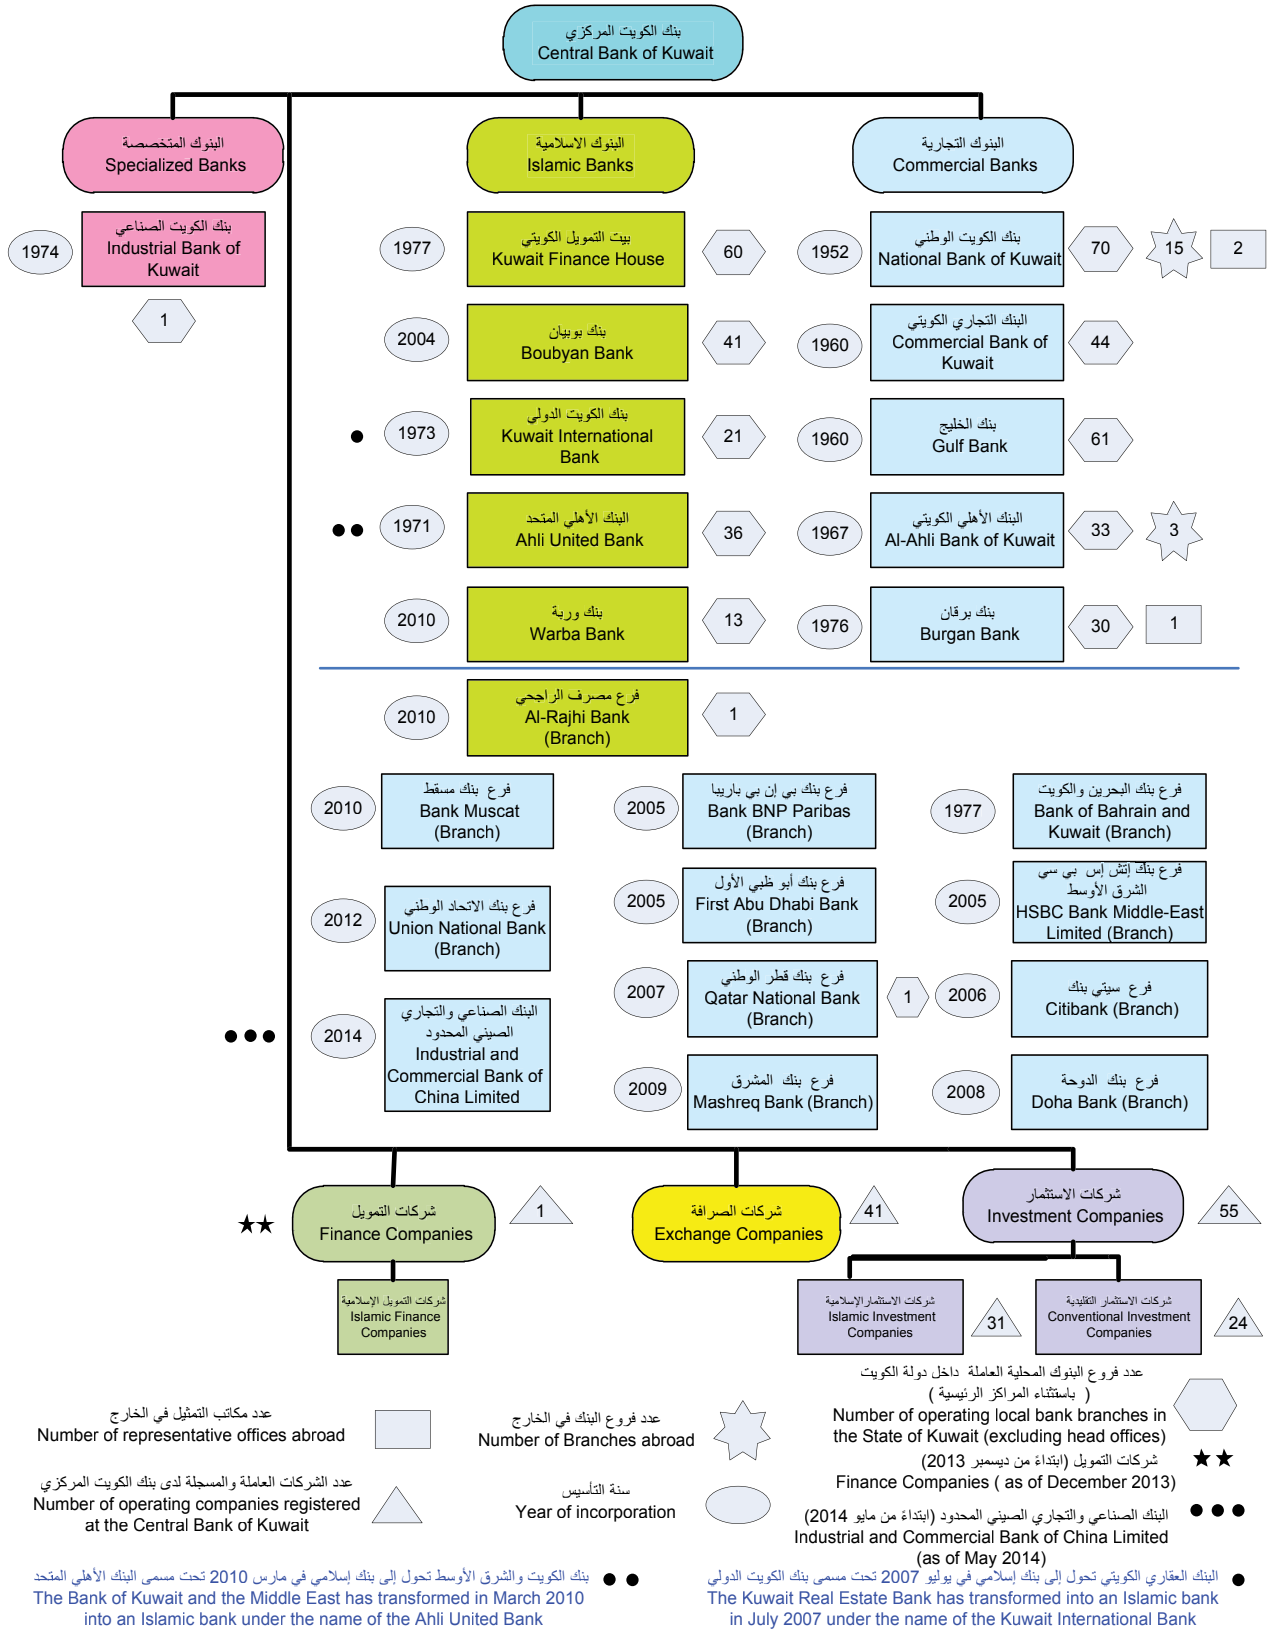 بنك الكويت المركزي
Central Bank of Kuwait
البنوك المتخصصة
Specialized Banks
البنوك الاسلامية
Islamic Banks
البنوك التجارية
Commercial Banks
1974
بنك الكويت الصناعي
Industrial Bank of
Kuwait
1
1977
بيت التمويل الكويتي
Kuwait Finance House
60
1952
بنك الكويت الوطني
National Bank of Kuwait
70
15
2
2004
بنك بوبيان
Boubyan Bank
41
1960
البنك التجاري الكويتي
Commercial Bank of
Kuwait
44
1973
بنك الكويت الدولي
Kuwait International
Bank
21
1960
بنك الخليج
Gulf Bank
61
1971
البنك الأهلي المتحد
Ahli United Bank
36
1967
البنك الأهلي الكويتي
Al-Ahli Bank of Kuwait
33
3
2010
بنك وربة
Warba Bank
13
1976
بنك برقان
Burgan Bank
30
1
2010
فرع مصرف الراجحي
Al-Rajhi Bank
(Branch)
1
2010
فرع بنك مسقط
Bank Muscat
(Branch)
2005
فرع بنك بي إن بي باريبا
Bank BNP Paribas
(Branch)
1977
فرع بنك البحرين والكويت
Bank of Bahrain and
Kuwait (Branch)
2012
فرع بنك الاتحاد الوطني
Union National Bank
(Branch)
2005
فرع بنك أبو ظبي الأول
First Abu Dhabi Bank
(Branch)
2005
فرع بنك إتش إس بي سي
الشرق الأوسط
HSBC Bank Middle-East
Limited (Branch)
2007
فرع بنك قطر الوطني
Qatar National Bank
(Branch)
1
2006
فرع سيتي بنك
Citibank (Branch)
2014
البنك الصناعي والتجاري
الصيني المحدود
Industrial and
Commercial Bank of
China Limited
2009
فرع بنك المشرق
Mashreq Bank (Branch)
2008
فرع بنك الدوحة
Doha Bank (Branch)
شركات التمويل
Finance Companies
1
شركات الصرافة
Exchange Companies
41
شركات الاستثمار
Investment Companies
55
شركات التمويل الإسلامية
Islamic Finance
Companies
شركات الاستثمار الإسلامية
Islamic Investment
Companies
31
شركات الاستثمار التقليدية
Conventional Investment
Companies
24
عدد مكاتب التمثيل في الخارج
Number of representative offices abroad
عدد فروع البنك في الخارج
Number of Branches abroad
عدد فروع البنوك المحلية العاملة داخل دولة الكويت
( باستثناء المراكز الرئيسية )
Number of operating local bank branches in
the State of Kuwait (excluding head offices)
شركات التمويل (ابتداءً من ديسمبر 2013)
Finance Companies ( as of December 2013)
عدد الشركات العاملة والمسجلة لدى بنك الكويت المركزي
Number of operating companies registered
at the Central Bank of Kuwait
سنة التأسيس
Year of incorporation
البنك الصناعي والتجاري الصيني المحدود (ابتداءً من مايو 2014)
Industrial and Commercial Bank of China Limited
(as of May 2014)
بنك الكويت والشرق الأوسط تحول إلى بنك إسلامي في مارس 2010 تحت مسمى البنك الأهلي المتحد
The Bank of Kuwait and the Middle East has transformed in March 2010
into an Islamic bank under the name of the Ahli United Bank
البنك العقاري الكويتي تحول إلى بنك إسلامي في يوليو 2007 تحت مسمى بنك الكويت الدولي
The Kuwait Real Estate Bank has transformed into an Islamic bank
in July 2007 under the name of the Kuwait International Bank